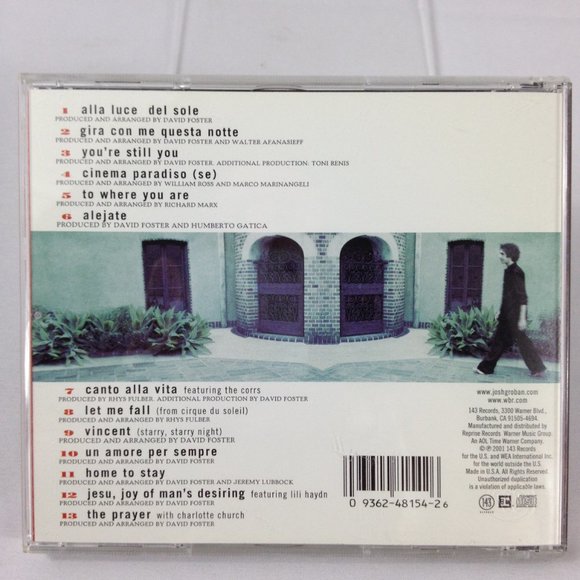 1 alla luce del sole
PRODUCED AND ARRANGED BY DAVID FOSTER
2 gira con me questa notte
PRODUCED AND ARRANGED BY DAVID FOSTER AND WALTER AFANASIEFF
3 you're still you
PRODUCED AND ARRANGED BY DAVID FOSTER. ADDITIONAL PRODUCTION: TONI RENIS
4 cinema paradiso (se)
PRODUCED AND ARRANGED BY WILLIAM ROSS AND MARCO MARINANGELI
5 to where you are
PRODUCED AND ARRANGED BY RICHARD MARX
6 alejate
PRODUCED BY DAVID FOSTER AND HUMBERTO GATICA
7 canto alla vita featuring the corrs
PRODUCED BY RHYS FULBER. ADDITIONAL PRODUCTION BY DAVID FOSTER
8 let me fall (from cirque du soleil)
PRODUCED AND ARRANGED BY RHYS FULBER
9 vincent (starry, starry night)
PRODUCED AND ARRANGED BY DAVID FOSTER
10 un amore per sempre
PRODUCED AND ARRANGED BY DAVID FOSTER
11 home to stay
PRODUCED AND ARRANGED BY DAVID FOSTER AND JEREMY LUBBOCK
12 jesu, joy of man's desiring featuring lili haydn
PRODUCED AND ARRANGED BY DAVID FOSTER
13 the prayer with charlotte church
PRODUCED AND ARRANGED BY DAVID FOSTER
0 9362-48154-2 6
www.joshgroban.com
www.wbr.com
143 Records, 3300 Warner Blvd.,
Burbank, CA 91505-4694.
Manufactured and distributed by
Reprise Records Warner Music Group.
An AOL Time Warner Company.
©℗ 2001 143 Records
for the U.S. and WEA International Inc.
for the world outside the U.S.
Made in U.S.A. All Rights Reserved.
Unauthorized duplication
is a violation of applicable laws.
143
RECORDS